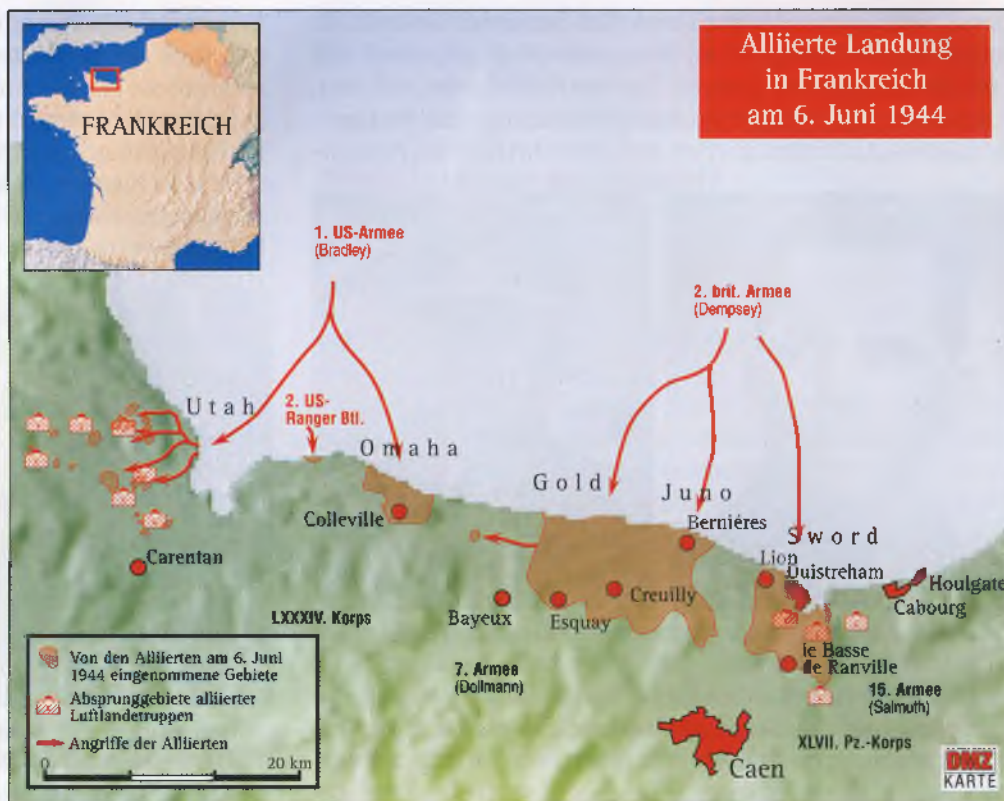 Alliierte Landung
in Frankreich
am 6. Juni 1944
FRANKREICH
1. US-Armee
(Bradley)
2. brit. Armee
(Dempsey)
Utah
2. US-
Ranger Btl.
Omaha
Gold
Juno
Berniéres
Sword
Colleville
Lion
Ouistreham
Houlgate
Cabourg
Carentan
Creuilly
LXXXIV. Korps
Bayeux
Esquay
ie Basse
de Ranville
7. Armee
(Dollmann)
15. Armee
(Salmuth)
XLVII. Pz.-Korps
Caen
Von den Alliierten am 6. Juni
1944 eingenommene Gebiete
Absprunggebiete alliierter
Luftlandetruppen
Angriffe der Alliierten
0 20 km
DMZ
KARTE